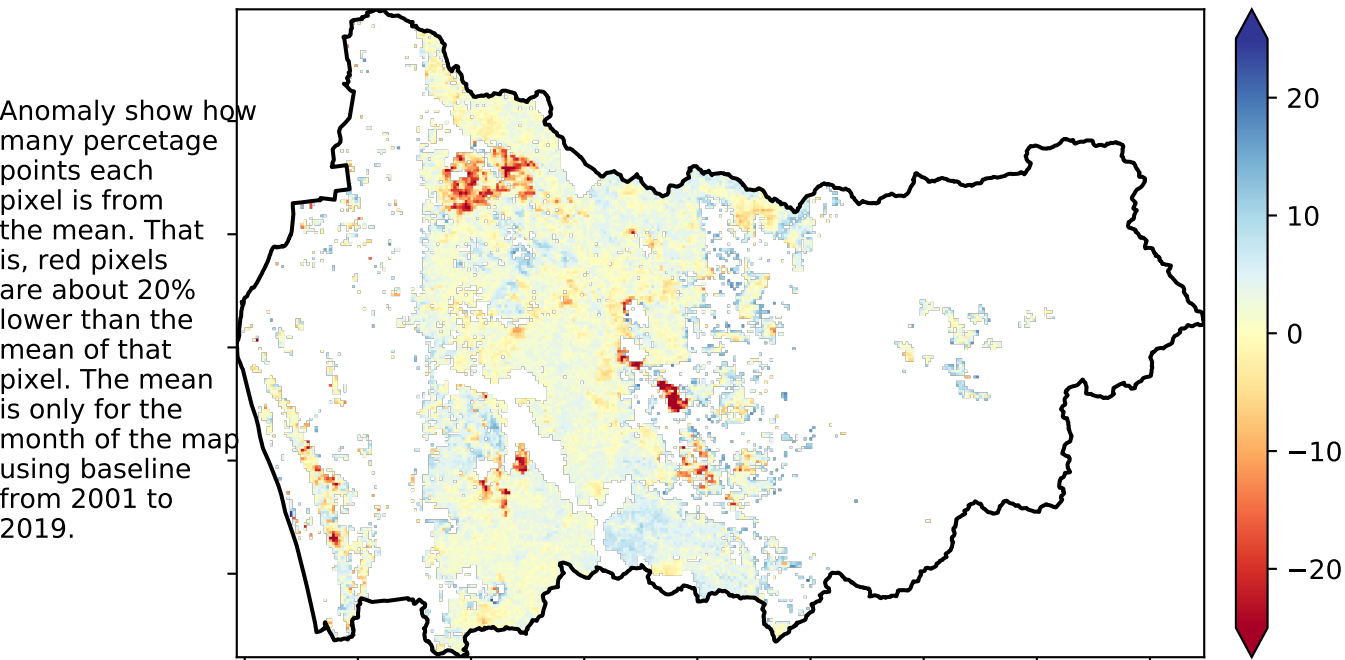 Anomaly show how
many percetage
points each
pixel is from
the mean. That
is, red pixels
are about 20%
lower than the
mean of that
pixel. The mean
is only for the
month of the map
using baseline
from 2001 to
2019.
20
10
0
−10
−20